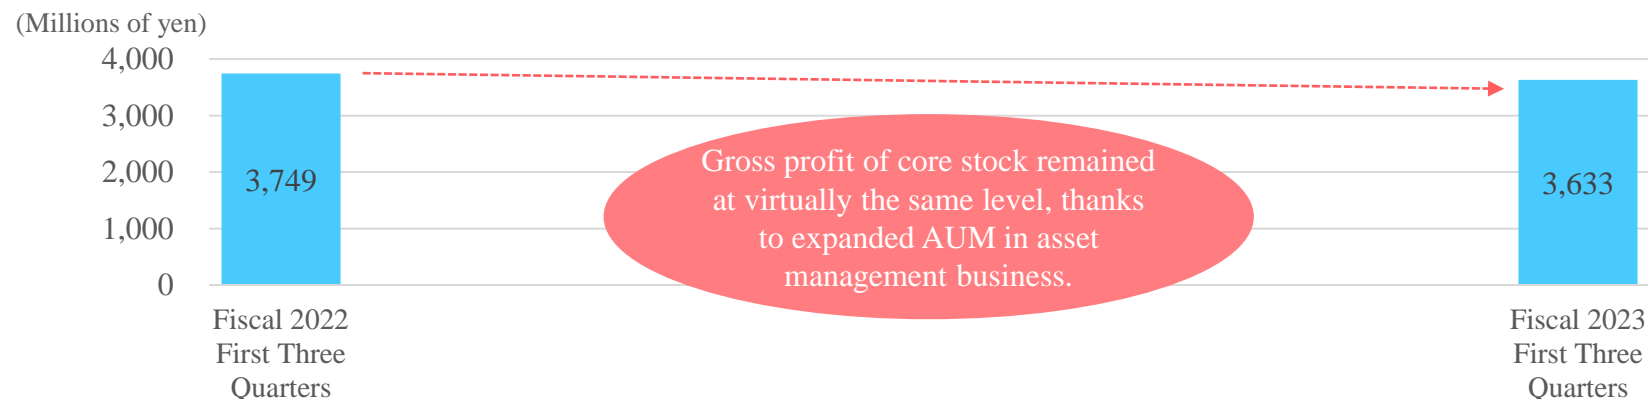 (Millions of yen)
4,000
3,000
2,000
1,000
0
3,749
Gross profit of core stock remained
at virtually the same level, thanks
to expanded AUM in asset
management business.
3,633
Fiscal 2022
First Three
Quarters
Fiscal 2023
First Three
Quarters